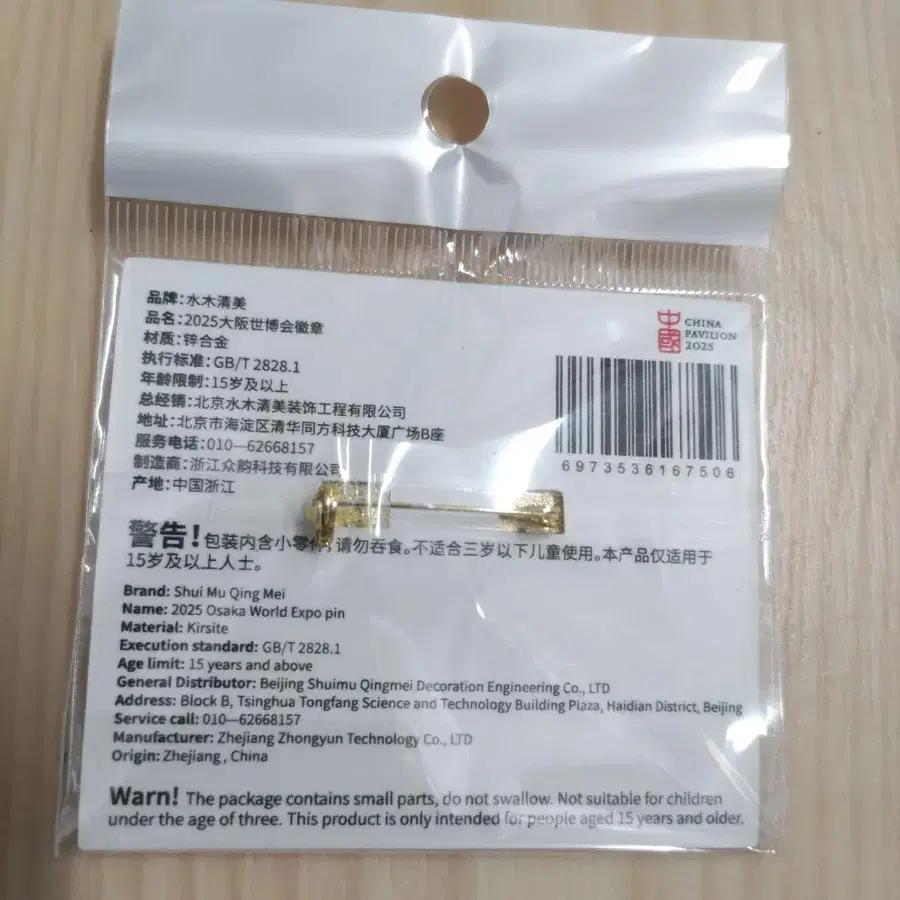 品牌：水木清美
品名：2025大阪世博会徽章
材质：锌合金
执行标准：GB/T 2828.1
年龄限制：15岁及以上
总经销：北京水木清美装饰工程有限公司
地址：北京市海淀区清华同方科技大厦广场B座
服务电话：010—62668157
制造商：浙江众韵科技有限公司
产地：中国浙江
中國
CHINA
PAVILION
2025
6973536167506
警告！包装内含小零件，请勿吞食。不适合三岁以下儿童使用。本产品仅适用于
15岁及以上人士。
Brand: Shui Mu Qing Mei
Name: 2025 Osaka World Expo pin
Material: Kirsite
Execution standard: GB/T 2828.1
Age limit: 15 years and above
General Distributor: Beijing Shuimu Qingmei Decoration Engineering Co., LTD
Address: Block B, Tsinghua Tongfang Science and Technology Building Plaza, Haidian District, Beijing
Service call: 010—62668157
Manufacturer: Zhejiang Zhongyun Technology Co., LTD
Origin: Zhejiang , China
Warn! The package contains small parts, do not swallow. Not suitable for children
under the age of three. This product is only intended for people aged 15 years and older.